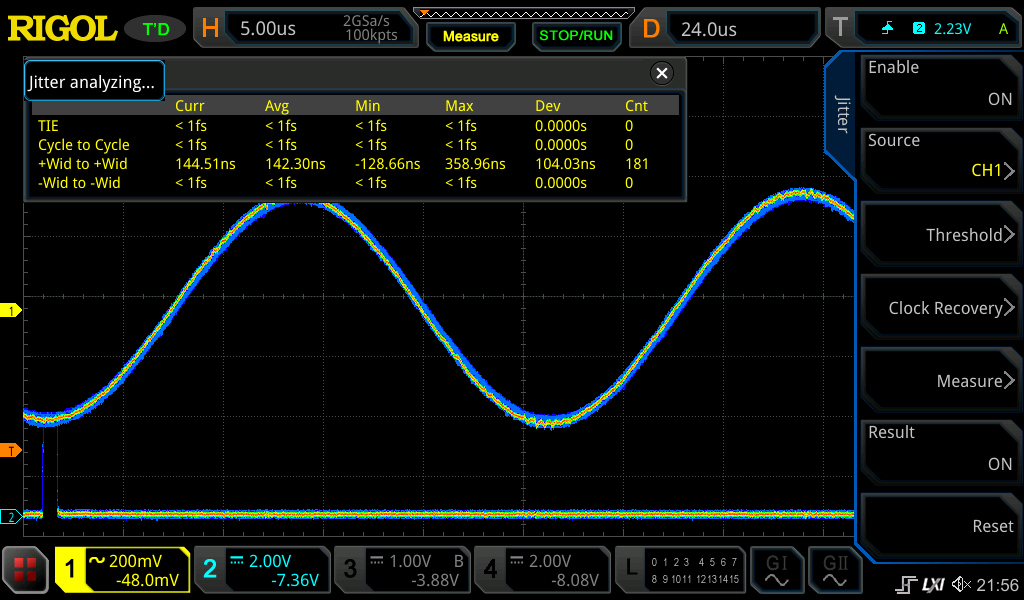 RIGOL T'D H 5.00us 2GSa/s 100kpts Measure STOP/RUN D 24.0us T 2 2.23V A
Jitter analyzing...
Curr Avg Min Max Dev Cnt
TIE < 1fs < 1fs < 1fs < 1fs 0.0000s 0
Cycle to Cycle < 1fs < 1fs < 1fs < 1fs 0.0000s 0
+Wid to +Wid 144.51ns 142.30ns -128.66ns 358.96ns 104.03ns 181
-Wid to -Wid < 1fs < 1fs < 1fs < 1fs 0.0000s 0
Jitter
Enable
ON
Source
CH1
Threshold
Clock Recovery
Measure
Result
ON
Reset
1
T
2
1 200mV -48.0mV
2 2.00V -7.36V
3 1.00V B -3.88V
4 2.00V -8.08V
L 0 1 2 3 4 5 6 7
8 9 10 11 12 13 14 15
GI GII
LXI 21:56